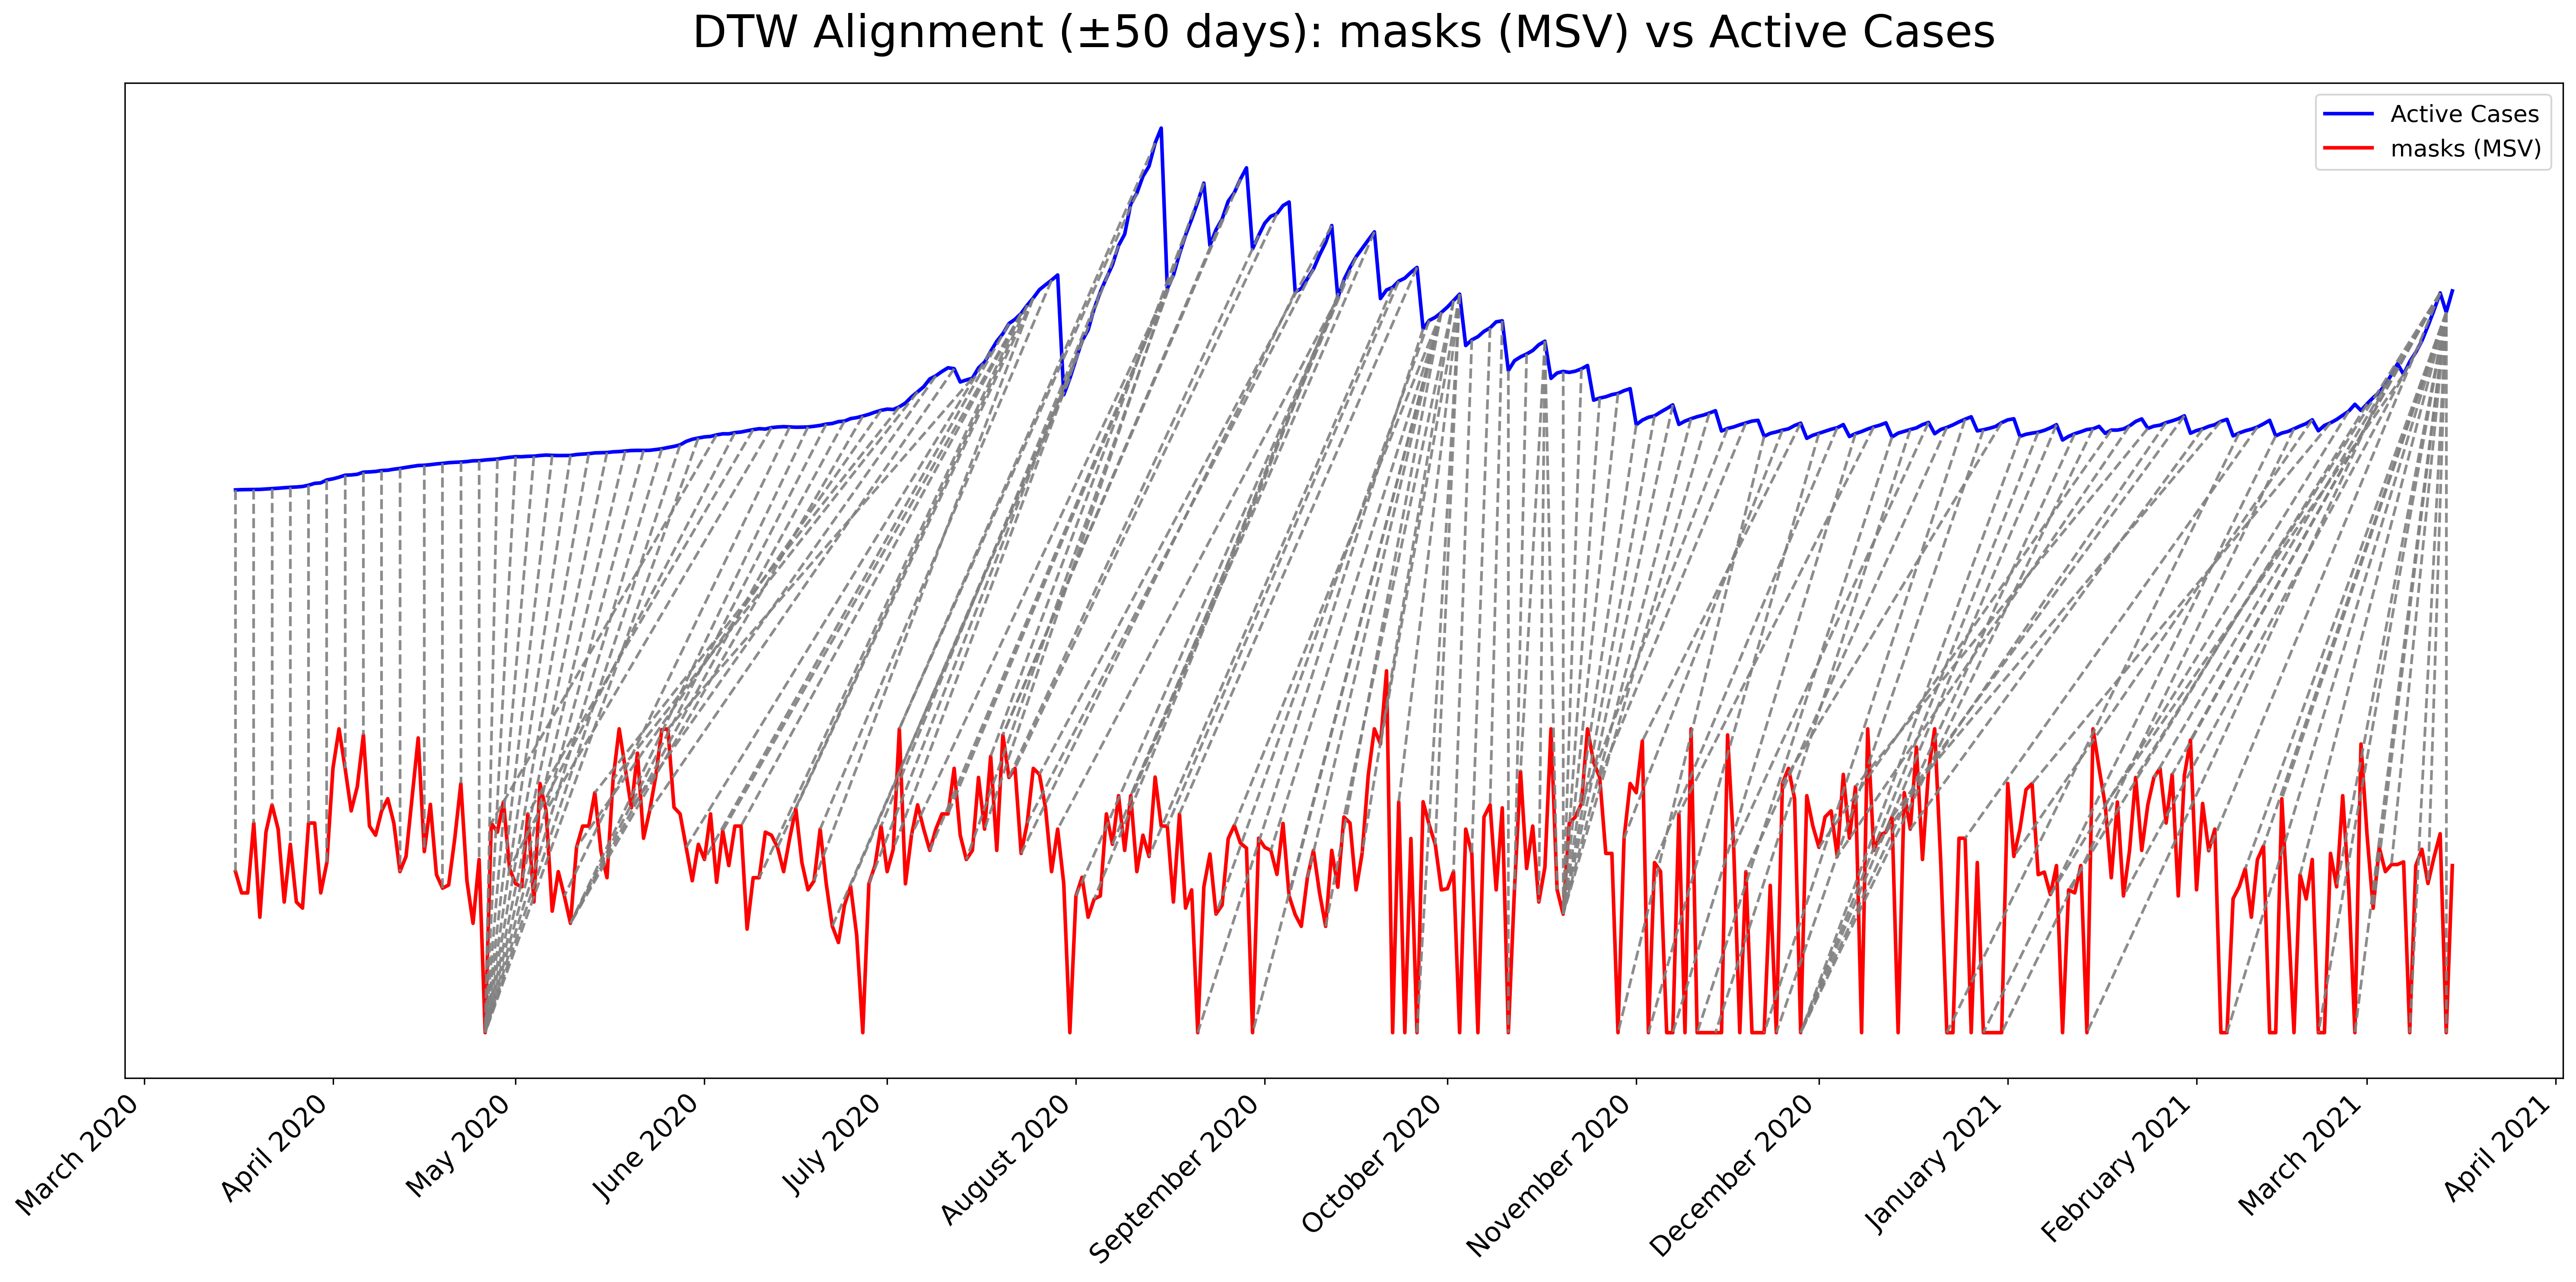 DTW Alignment (±50 days): masks (MSV) vs Active Cases
Active Cases
masks (MSV)
March 2020
April 2020
May 2020
June 2020
July 2020
August 2020
September 2020
October 2020
November 2020
December 2020
January 2021
February 2021
March 2021
April 2021